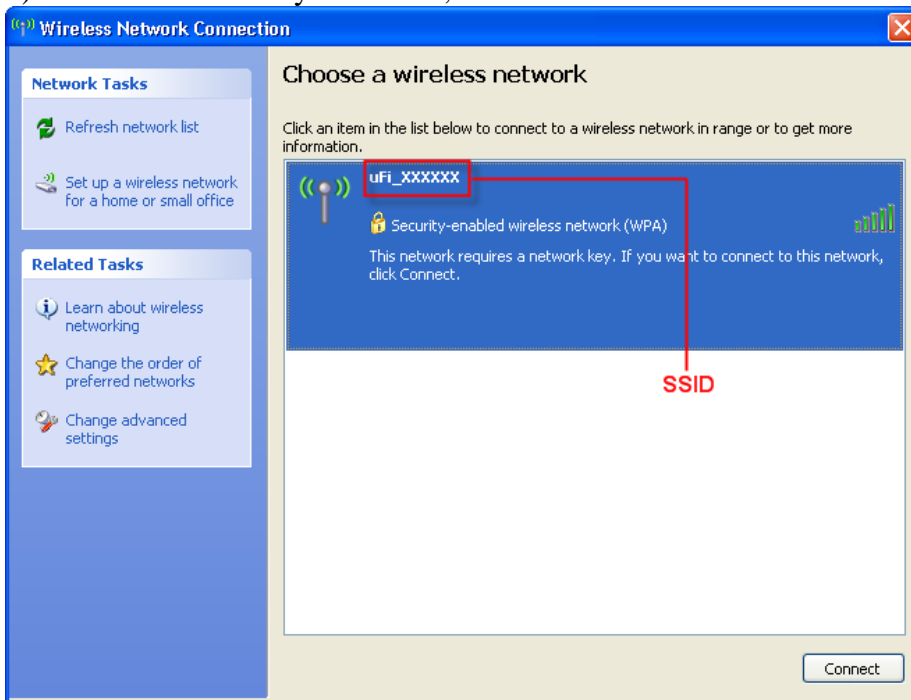 Wireless Network Connection
Network Tasks
Refresh network list
Set up a wireless network
for a home or small office
Related Tasks
Learn about wireless
networking
Change the order of
preferred networks
Change advanced
settings
Choose a wireless network
Click an item in the list below to connect to a wireless network in range or to get more
information.
uFi_XXXXXX
Security-enabled wireless network (WPA)
This network requires a network key. If you want to connect to this network,
click Connect.
SSID
Connect